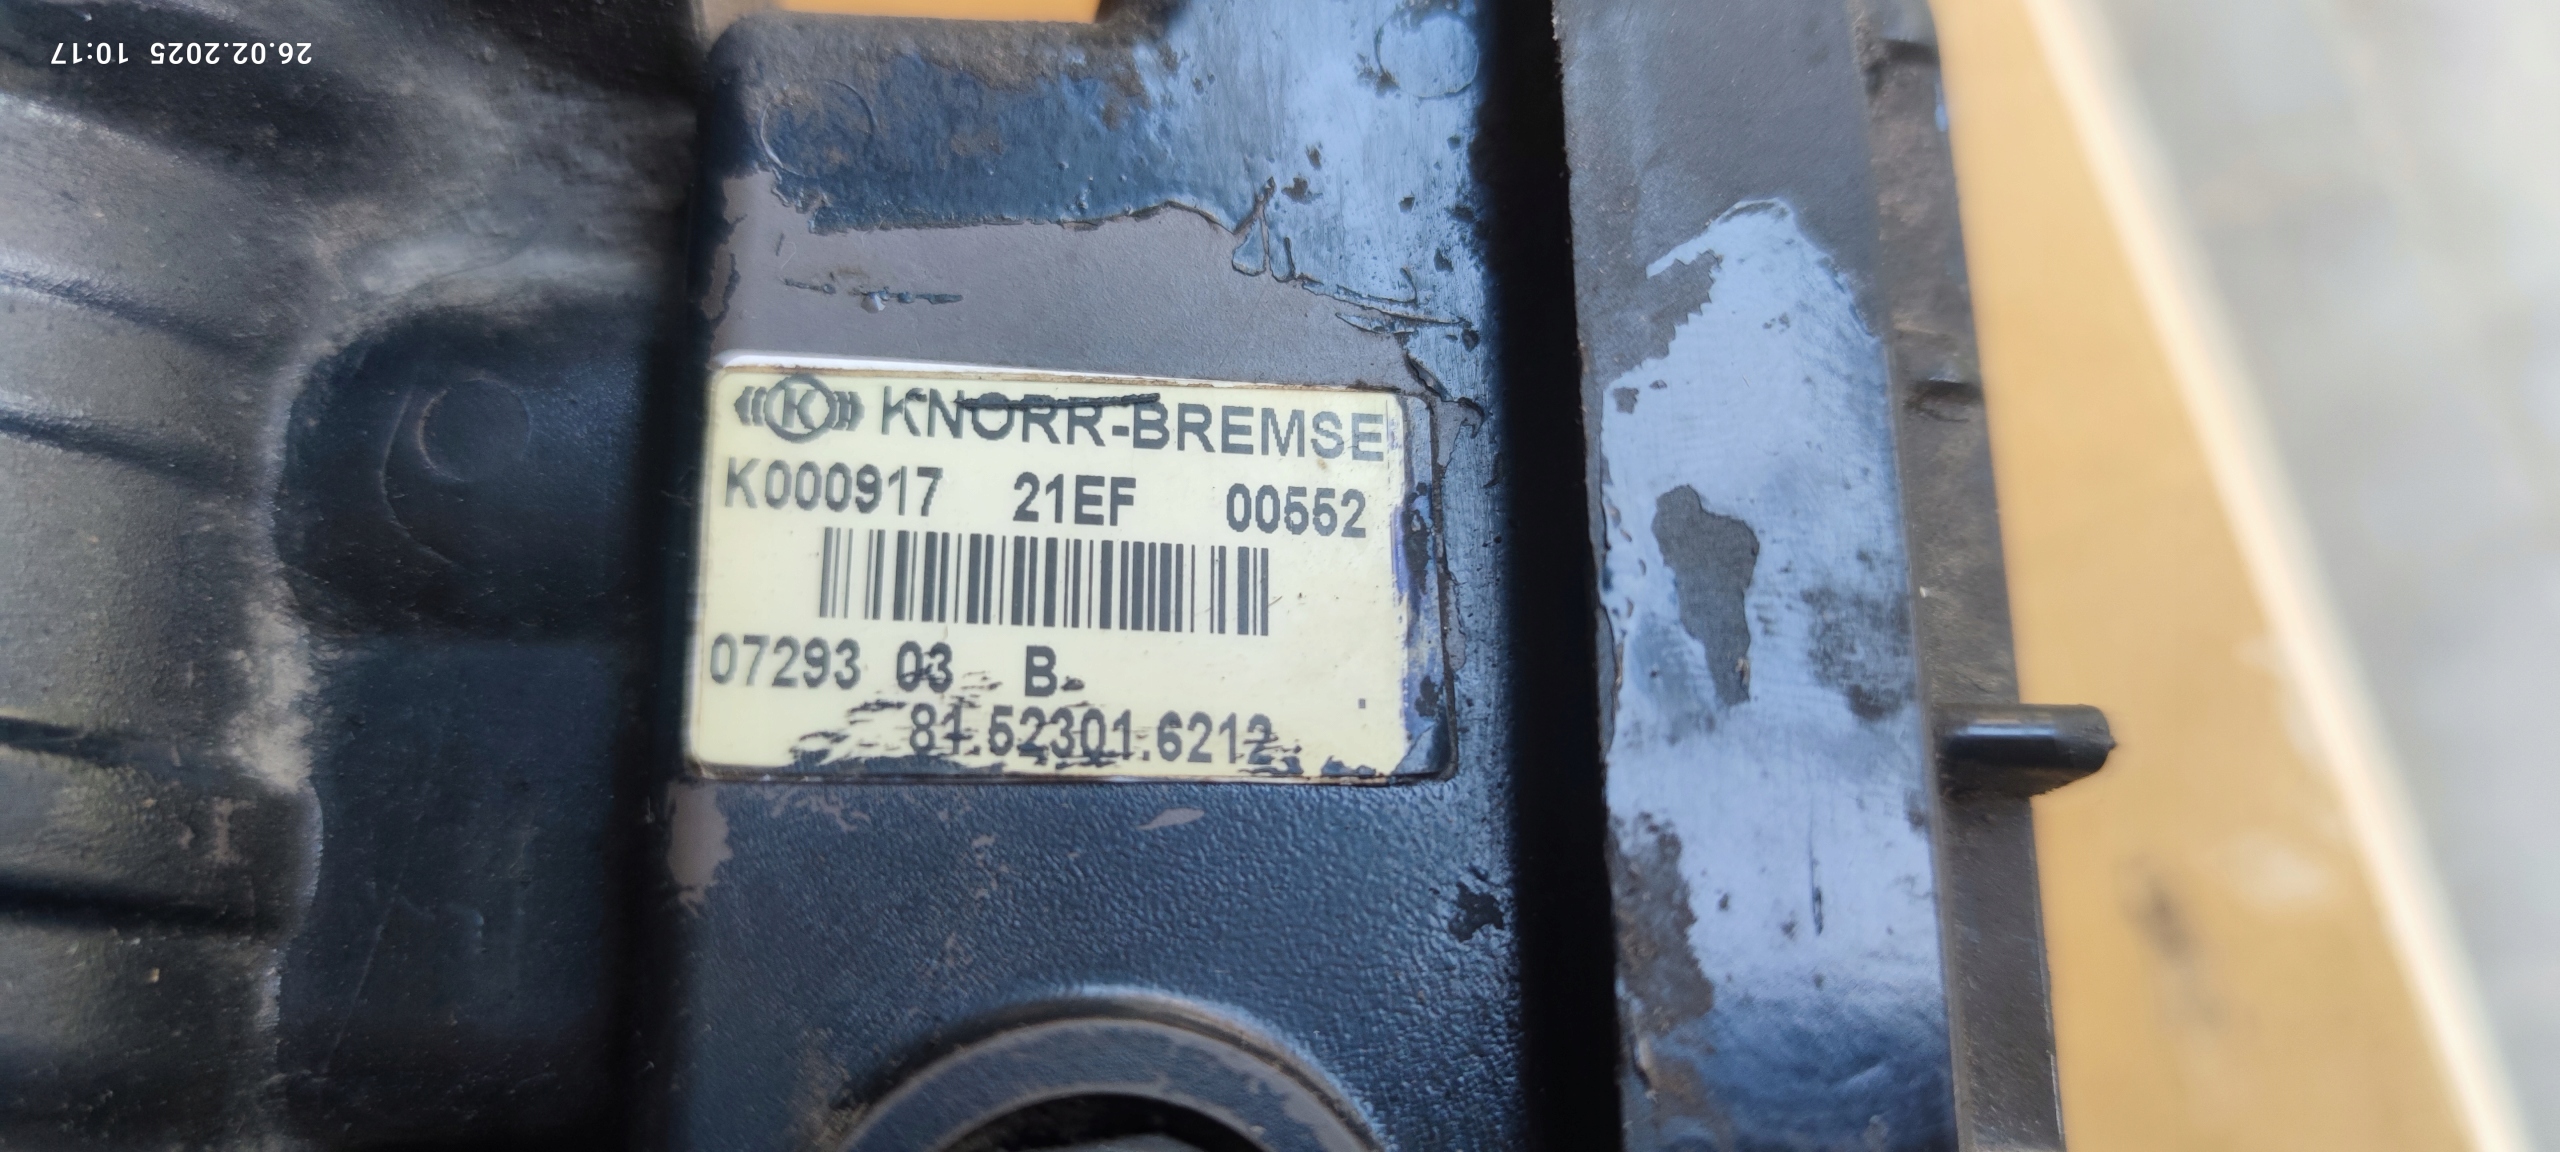 26.02.2025 10:17
K KNORR-BREMSE
K000917 21EF 00552
07293 03 B
81.52301.6212